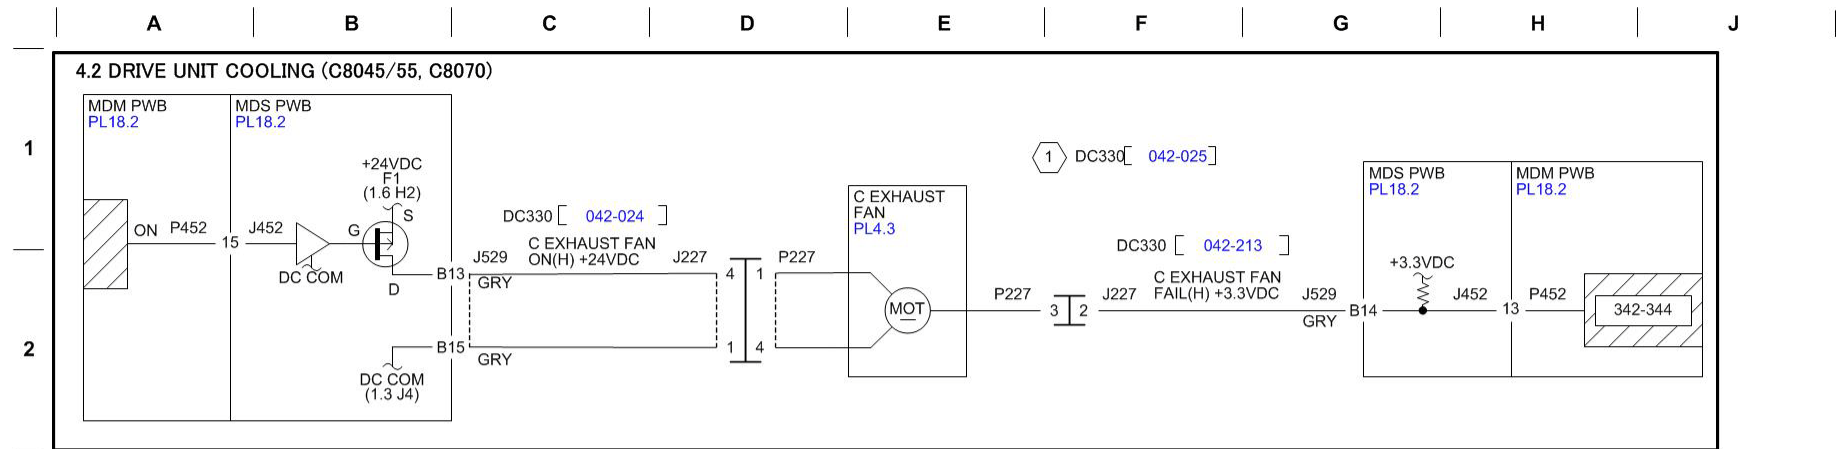 A B C D E F G H J
4.2 DRIVE UNIT COOLING (C8045/55, C8070)
1
2
MDM PWB
PL18.2
MDS PWB
PL18.2
ON P452
15
J452
+24VDC
F1
(1.6 H2)
S
G
D
DC COM
B13
B15
DC COM
(1.3 J4)
DC330 [ 042-024 ]
C EXHAUST FAN
ON(H) +24VDC
J529
GRY
GRY
J227
4 1
P227
1 4
C EXHAUST
FAN
PL4.3
MOT
1 DC330[ 042-025 ]
DC330 [ 042-213 ]
C EXHAUST FAN
FAIL(H) +3.3VDC
P227
3 2
J227
J529
GRY
B14
MDS PWB
PL18.2
MDM PWB
PL18.2
+3.3VDC
J452
13
P452
342-344